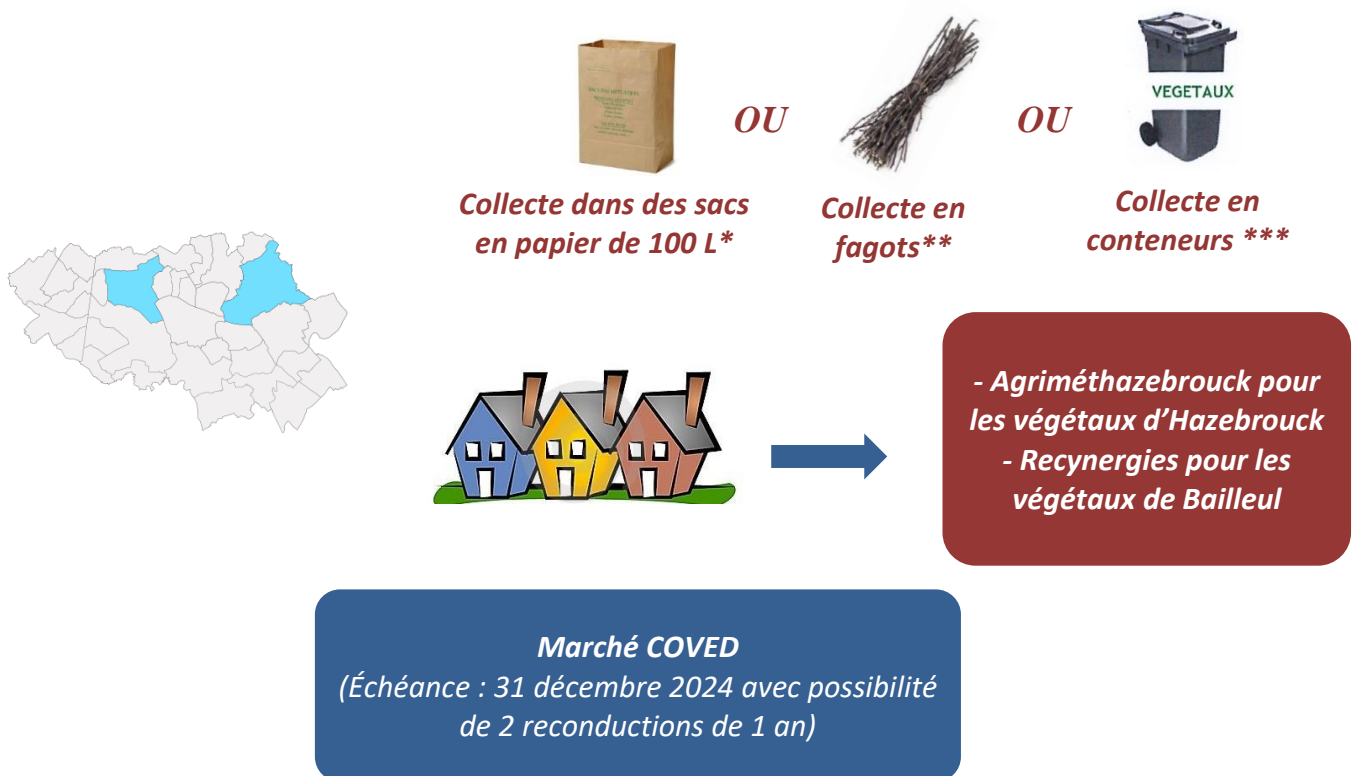 VEGETAUX
OU
OU
Collecte dans des sacs
en papier de 100 L*
Collecte en
fagots**
Collecte en
conteneurs ***
- Agriméthazebrouck pour
les végétaux d’Hazebrouck
- Recynergies pour les
végétaux de Bailleul
Marché COVED
(Échéance : 31 décembre 2024 avec possibilité
de 2 reconductions de 1 an)